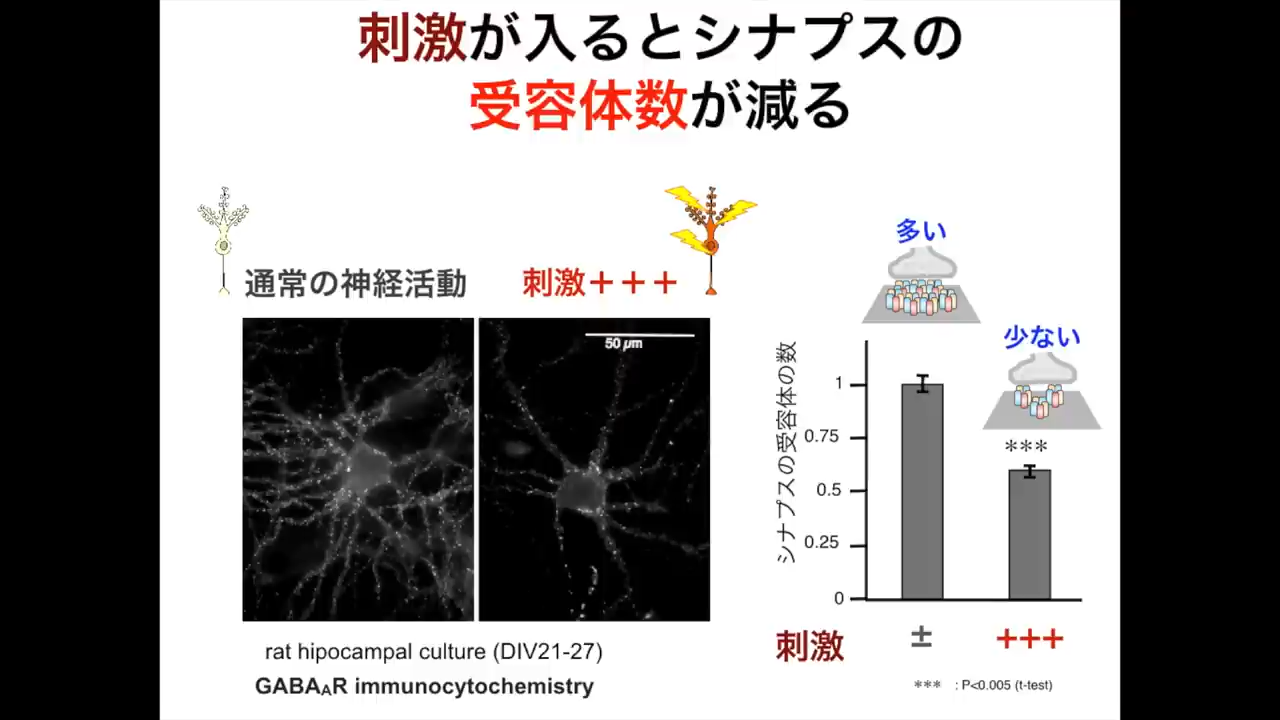 刺激が入るとシナプスの
受容体数が減る
通常の神経活動
刺激+++
50 µm
rat hipocampal culture (DIV21-27)
GABAAR immunocytochemistry
多い
少ない
シナプスの受容体の数
1
0.75
0.5
0.25
0
***
刺激 ± +++
*** : P<0.005 (t-test)